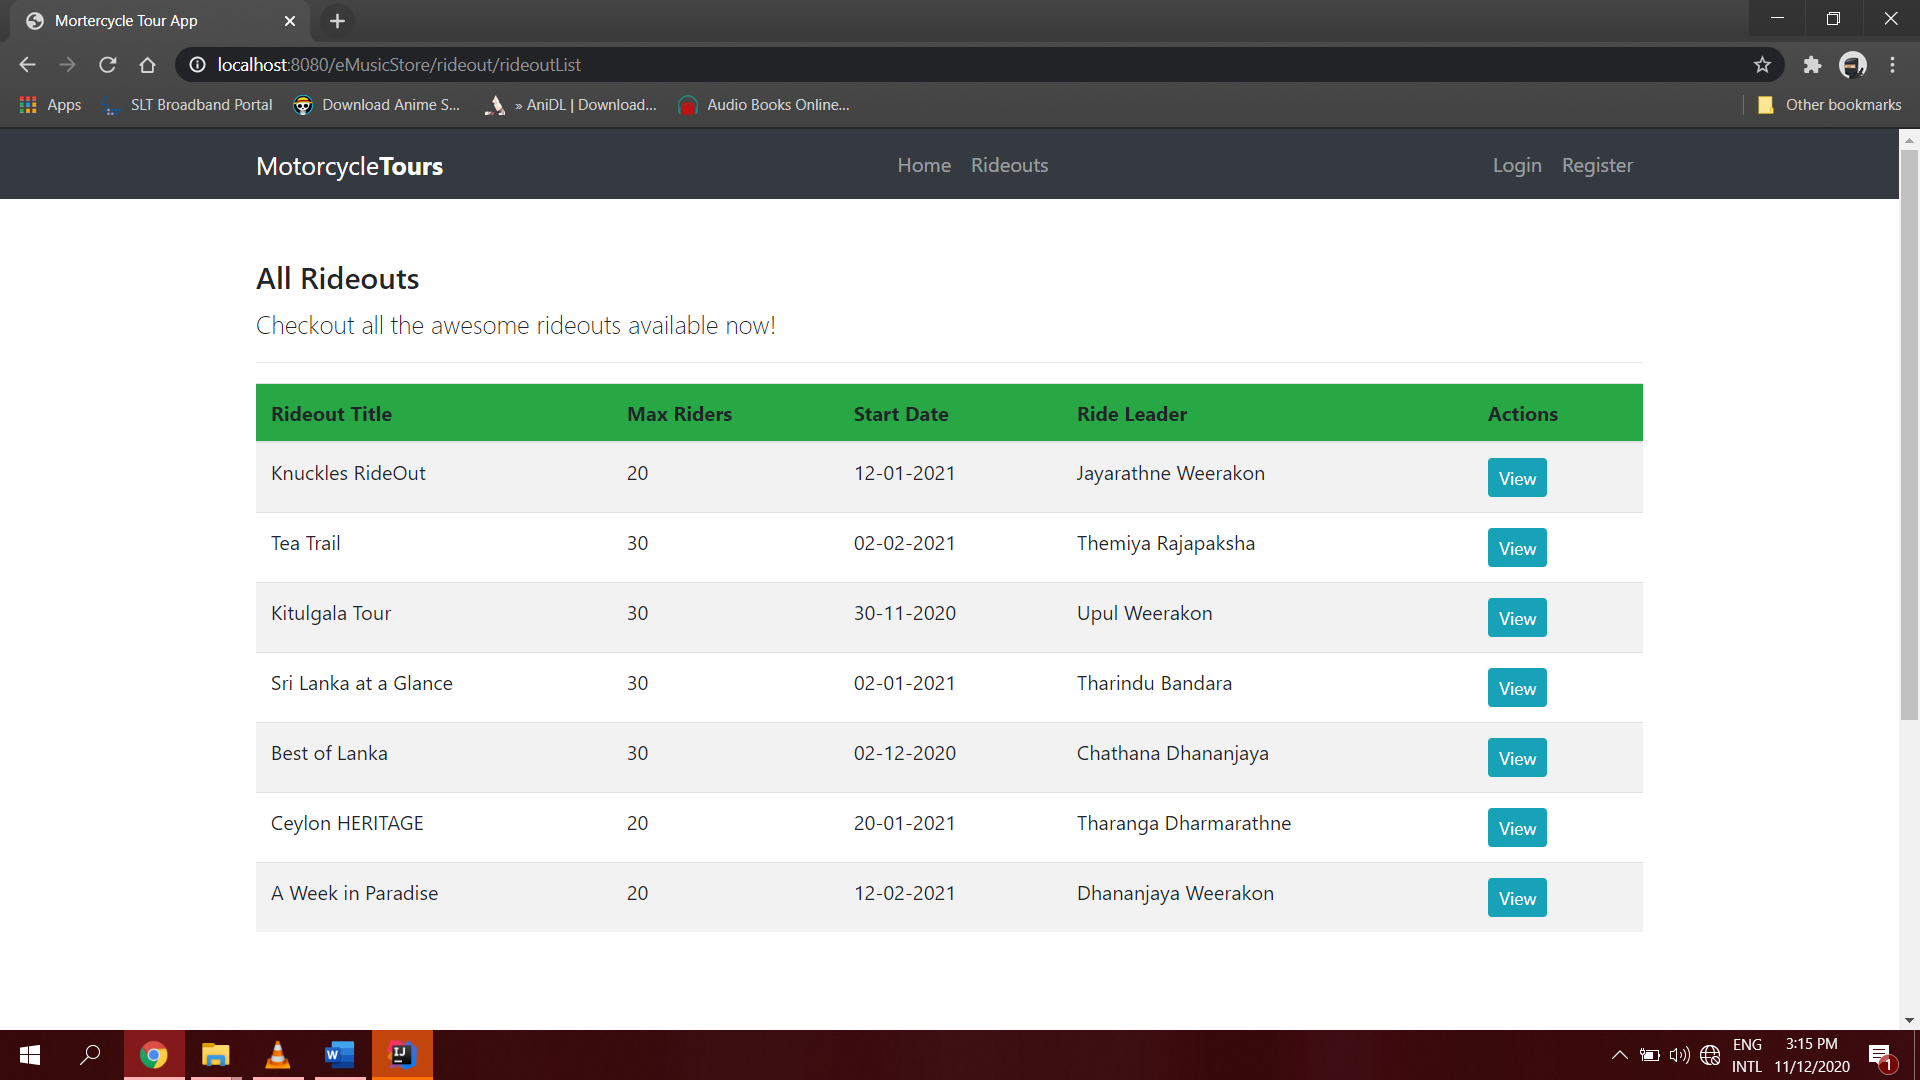 Mortercycle Tour App
localhost:8080/eMusicStore/rideout/rideoutList
Apps SLT Broadband Portal Download Anime S... » AniDL | Download... Audio Books Online... Other bookmarks
MotorcycleTours Home Rideouts Login Register
All Rideouts
Checkout all the awesome rideouts available now!
Rideout Title Max Riders Start Date Ride Leader Actions
Knuckles RideOut 20 12-01-2021 Jayarathne Weerakon View
Tea Trail 30 02-02-2021 Themiya Rajapaksha View
Kitulgala Tour 30 30-11-2020 Upul Weerakon View
Sri Lanka at a Glance 30 02-01-2021 Tharindu Bandara View
Best of Lanka 30 02-12-2020 Chathana Dhananjaya View
Ceylon HERITAGE 20 20-01-2021 Tharanga Dharmarathne View
A Week in Paradise 20 12-02-2021 Dhananjaya Weerakon View
W IJ ENG 3:15 PM
INTL 11/12/2020 1